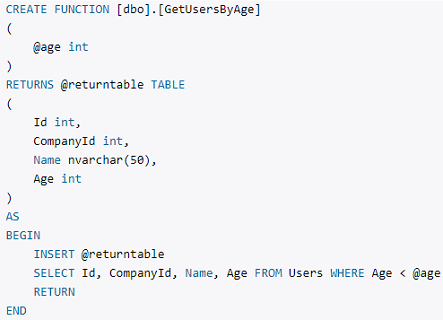 CREATE FUNCTION [dbo].[GetUsersByAge]
(
    @age int
)
RETURNS @returntable TABLE
(
    Id int,
    CompanyId int,
    Name nvarchar(50),
    Age int
)
AS
BEGIN
    INSERT @returntable
    SELECT Id, CompanyId, Name, Age FROM Users WHERE Age < @age
    RETURN
END